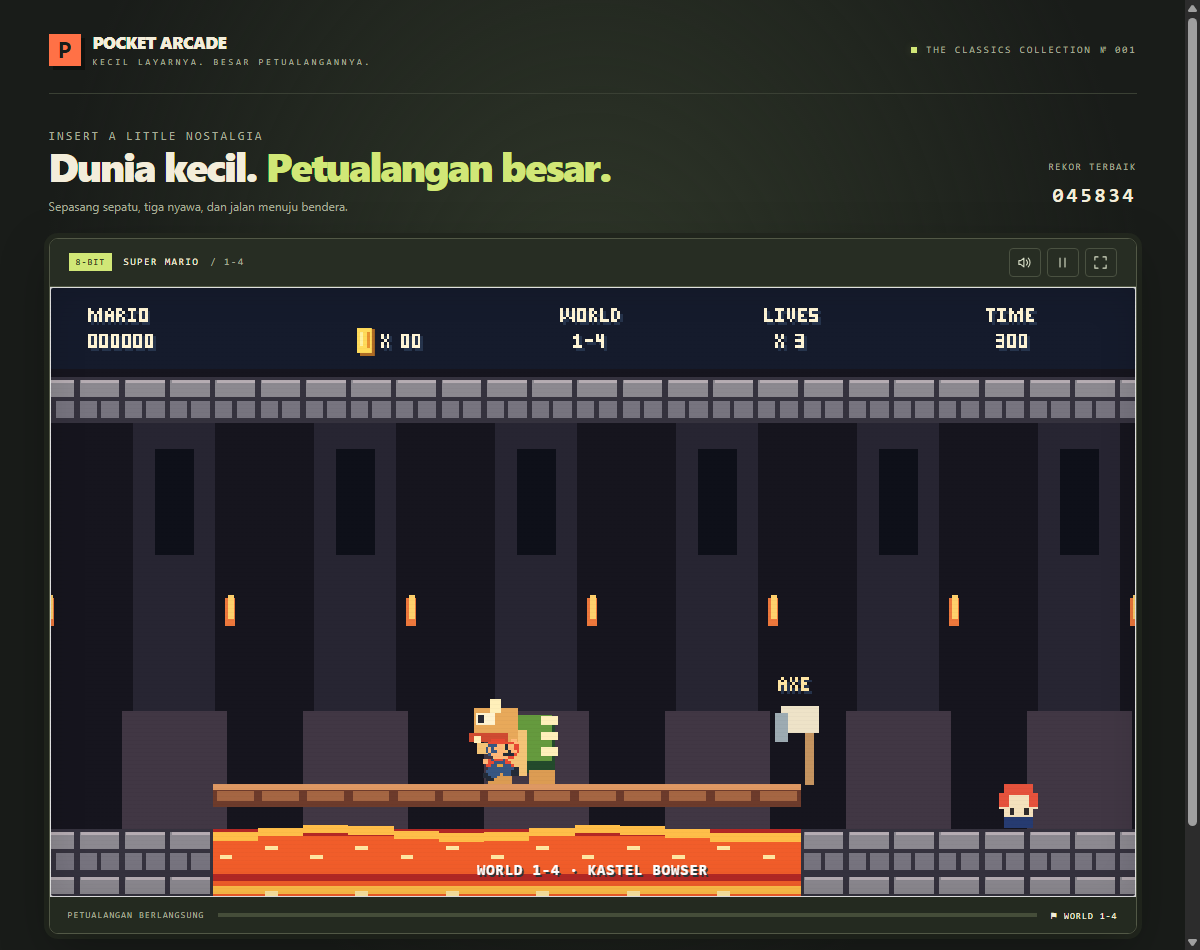 P
POCKET ARCADE
KECIL LAYARNYA. BESAR PETUALANGANNYA.
THE CLASSICS COLLECTION № 001
INSERT A LITTLE NOSTALGIA
Dunia kecil. Petualangan besar.
Sepasang sepatu, tiga nyawa, dan jalan menuju bendera.
REKOR TERBAIK
045834
8-BIT SUPER MARIO / 1-4
MARIO WORLD LIVES TIME
000000 X 00 1-4 X 3 300
AXE
WORLD 1-4 · KASTEL BOWSER
PETUALANGAN BERLANGSUNG WORLD 1-4